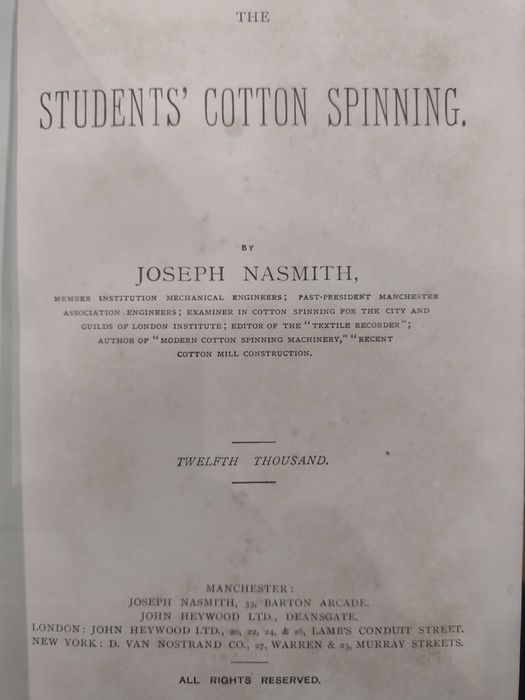 THE
STUDENTS' COTTON SPINNING.
BY
JOSEPH NASMITH,
MEMBER INSTITUTION MECHANICAL ENGINEERS; PAST-PRESIDENT MANCHESTER
ASSOCIATION ENGINEERS; EXAMINER IN COTTON SPINNING FOR THE CITY AND
GUILDS OF LONDON INSTITUTE; EDITOR OF THE "TEXTILE RECORDER";
AUTHOR OF "MODERN COTTON SPINNING MACHINERY," "RECENT
COTTON MILL CONSTRUCTION.
TWELFTH THOUSAND.
MANCHESTER:
JOSEPH NASMITH, 33, BARTON ARCADE.
JOHN HEYWOOD LTD., DEANSGATE.
LONDON: JOHN HEYWOOD LTD., 20, 22, 24, & 26, LAMB'S CONDUIT STREET.
NEW YORK: D. VAN NOSTRAND CO., 27, WARREN & 23, MURRAY STREETS.
ALL RIGHTS RESERVED.